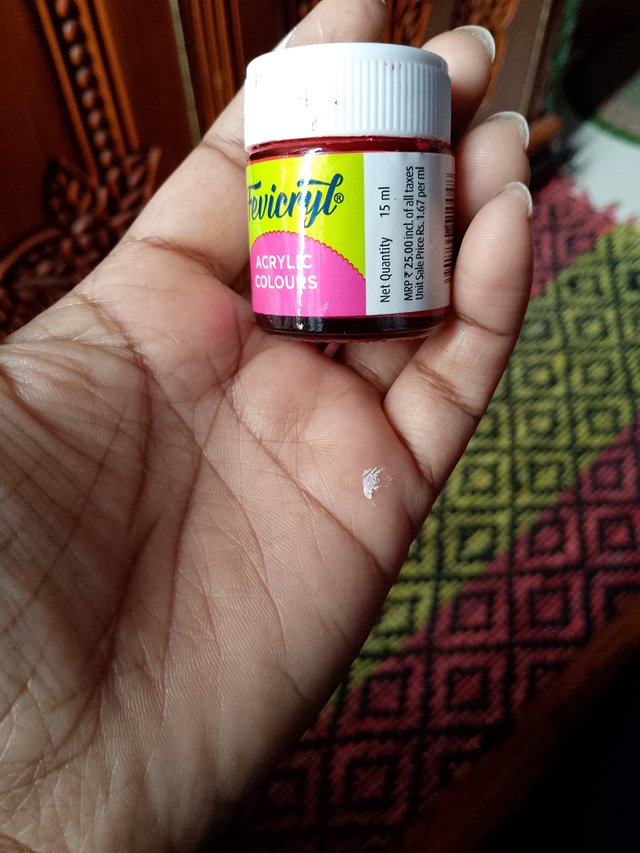 Fevicryl®
ACRYLIC
COLOURS
Net Quantity 15 ml
MRP ₹ 25.00 incl. of all taxes
Unit Sale Price Rs. 1.67 per ml